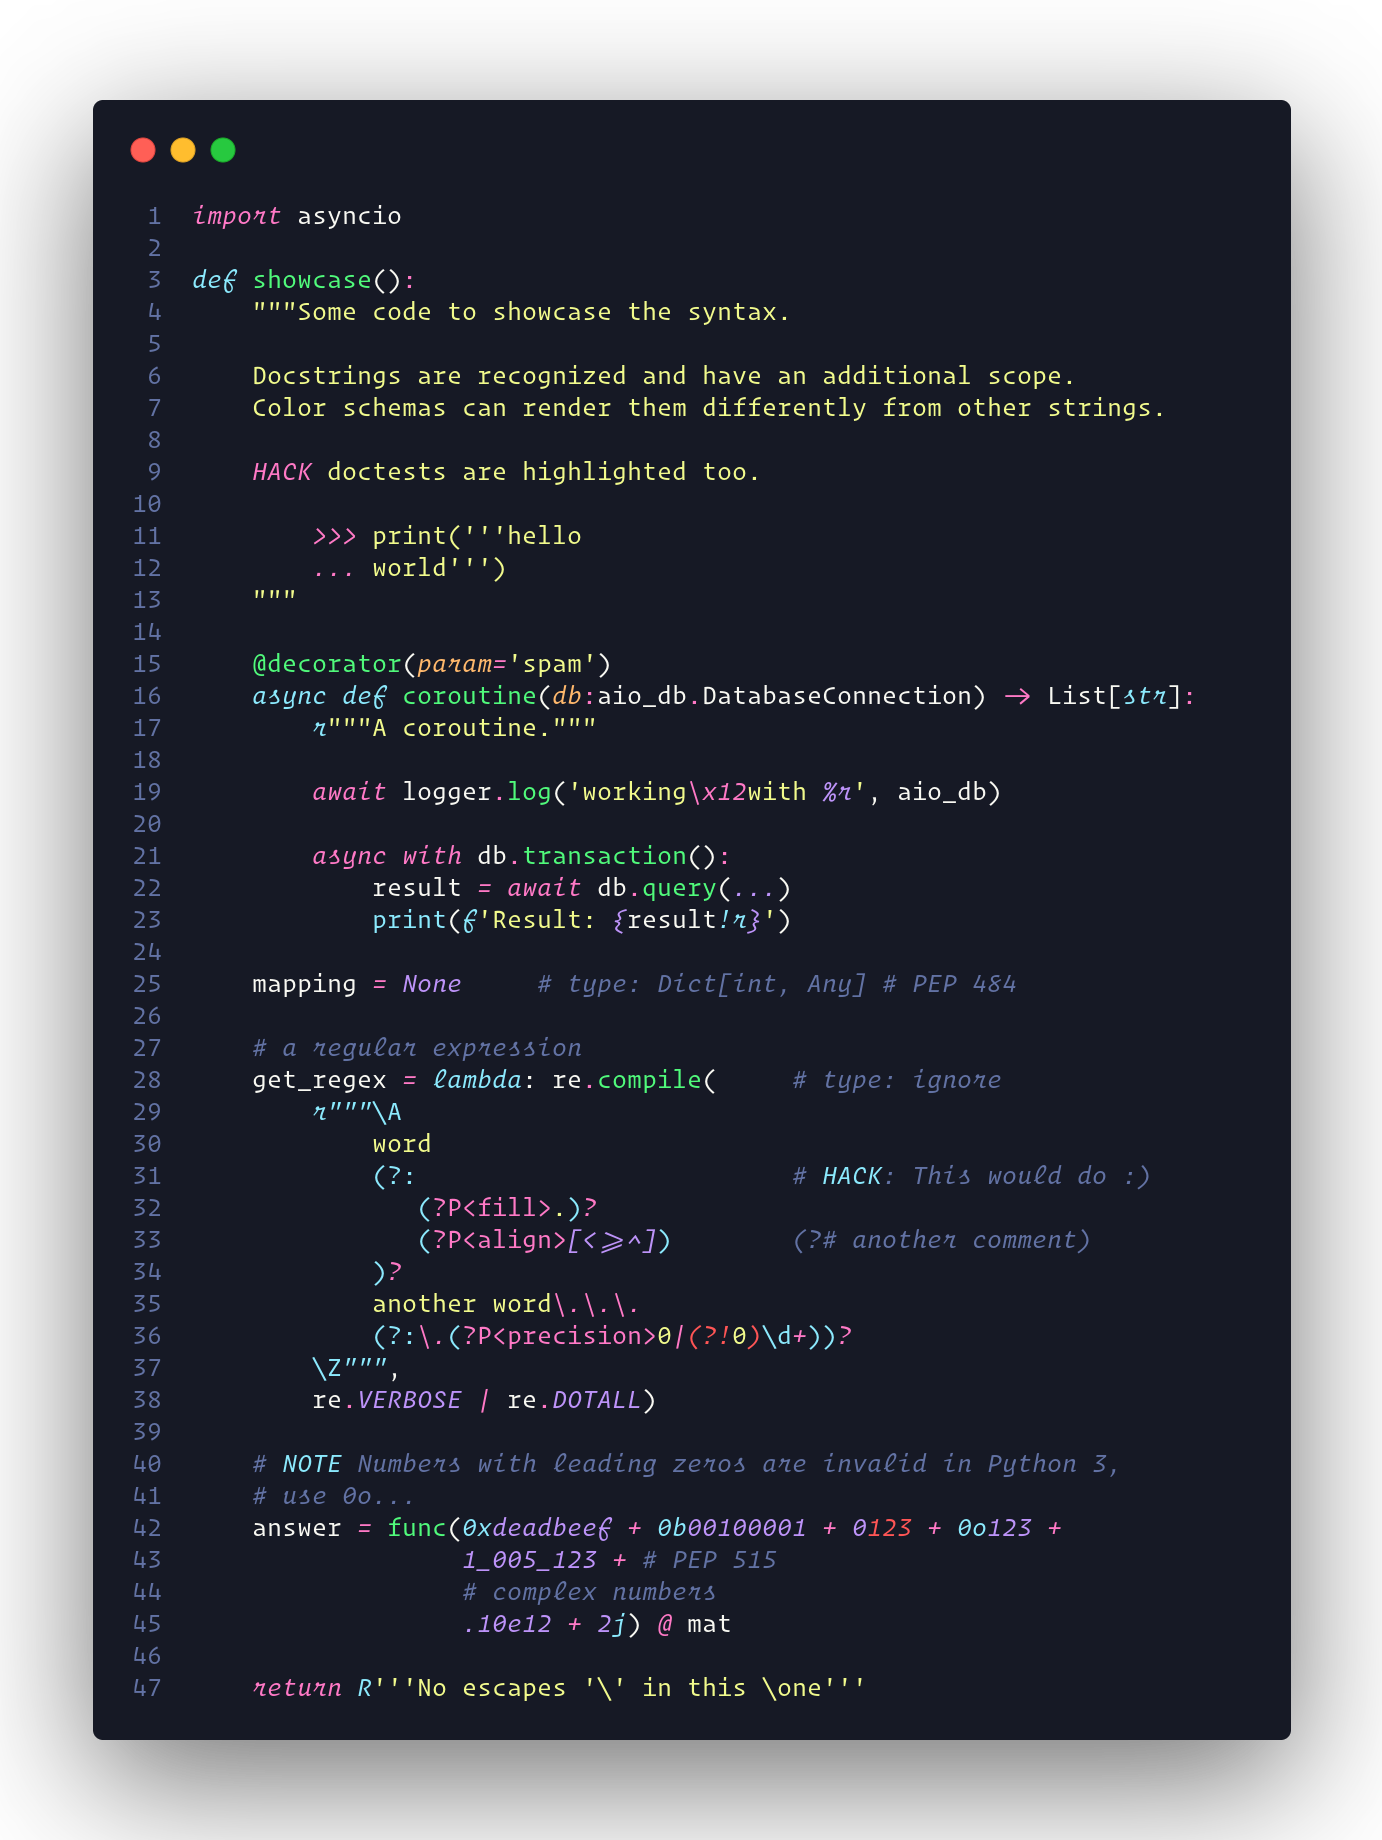 1 import asyncio
2
3 def showcase():
4     """Some code to showcase the syntax.
5
6     Docstrings are recognized and have an additional scope.
7     Color schemas can render them differently from other strings.
8
9     HACK doctests are highlighted too.
10
11         >>> print('''hello
12         ... world''')
13     """
14
15     @decorator(param='spam')
16     async def coroutine(db:aio_db.DatabaseConnection) -> List[str]:
17         r"""A coroutine."""
18
19         await logger.log('working\x12with %r', aio_db)
20
21         async with db.transaction():
22             result = await db.query(...)
23             print(f'Result: {result!r}')
24
25     mapping = None     # type: Dict[int, Any] # PEP 484
26
27     # a regular expression
28     get_regex = lambda: re.compile(     # type: ignore
29         r"""\A
30             word
31             (?:                         # HACK: This would do :)
32                (?P<fill>.)?
33                (?P<align>[<>=^])        (?# another comment)
34             )?
35             another word\.\.\.
36             (?:\.(?P<precision>0|(?!0)\d+))?
37         \Z""",
38         re.VERBOSE | re.DOTALL)
39
40     # NOTE Numbers with leading zeros are invalid in Python 3,
41     # use 0o...
42     answer = func(0xdeadbeef + 0b00100001 + 0123 + 0o123 +
43                   1_005_123 + # PEP 515
44                   # complex numbers
45                   .10e12 + 2j) @ mat
46
47     return R'''No escapes '\' in this \one'''